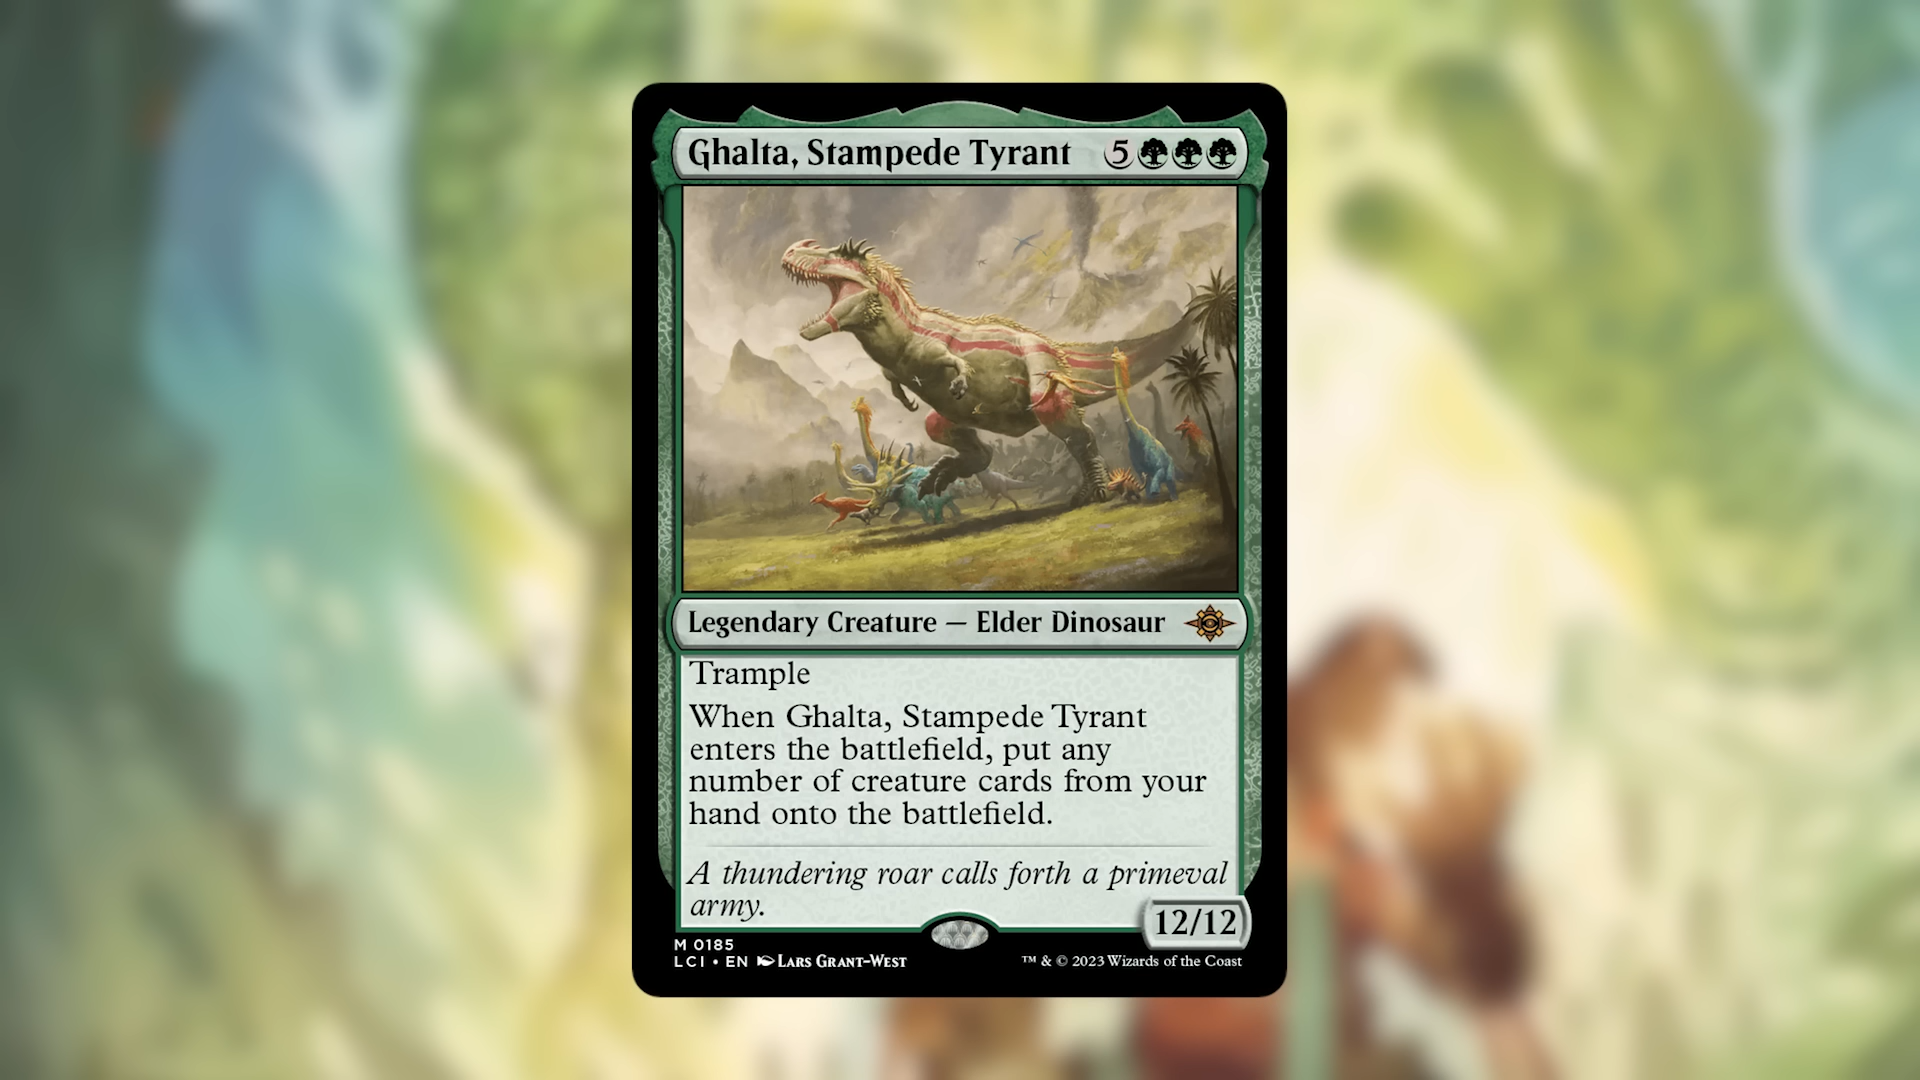 Ghalta, Stampede Tyrant 5
Legendary Creature — Elder Dinosaur
Trample
When Ghalta, Stampede Tyrant
enters the battlefield, put any
number of creature cards from your
hand onto the battlefield.
A thundering roar calls forth a primeval
army.
12/12
M 0185
LCI • EN Lars Grant-West
™ & © 2023 Wizards of the Coast